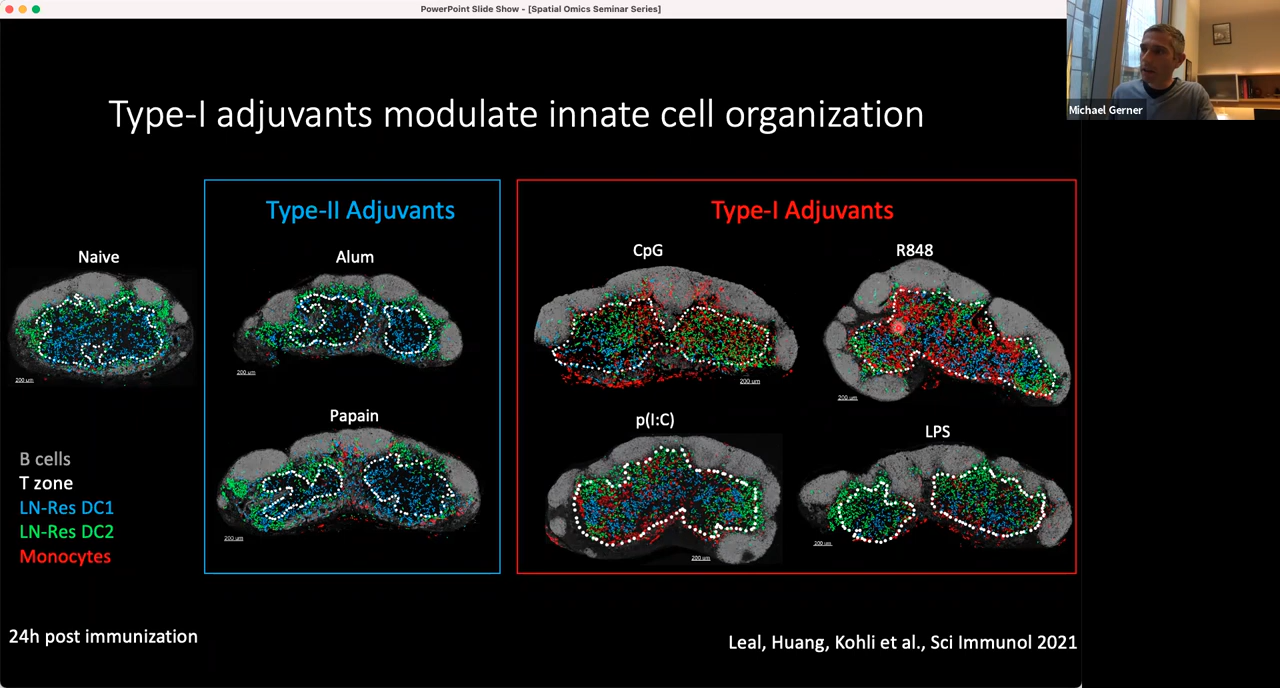 PowerPoint Slide Show - [Spatial Omics Seminar Series]
Michael Gerner
Type-I adjuvants modulate innate cell organization
Type-II Adjuvants
Type-I Adjuvants
Naive
Alum
CpG
R848
200 um
200 um
200 um
200 um
Papain
p(I:C)
LPS
200 um
200 um
200 um
B cells
T zone
LN-Res DC1
LN-Res DC2
Monocytes
24h post immunization
Leal, Huang, Kohli et al., Sci Immunol 2021